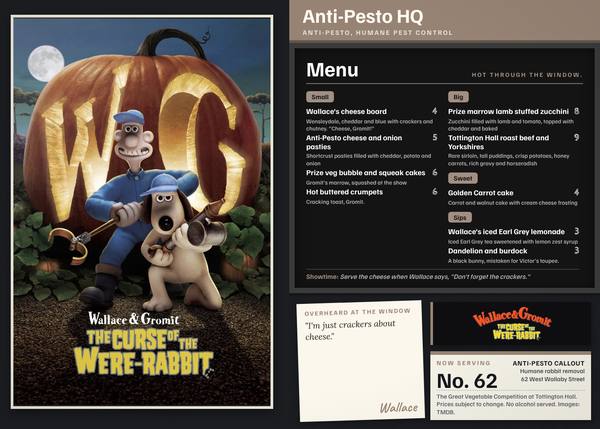 W G
Wallace & Gromit
THE CURSE OF THE
WERE-RABBIT
Anti-Pesto HQ
ANTI-PESTO, HUMANE PEST CONTROL
Menu
HOT THROUGH THE WINDOW.
Small
Wallace's cheese board 4
Wensleydale, cheddar and blue with crackers and
chutney. "Cheese, Gromit!"
Anti-Pesto cheese and onion 5
pasties
Shortcrust pasties filled with cheddar, potato and
onion
Prize veg bubble and squeak cakes 6
Gromit's marrow, squashed at the show
Hot buttered crumpets 6
Cracking toast, Gromit.
Big
Prize marrow lamb stuffed zucchini 8
Zucchini filled with lamb and tomato, topped with
cheddar and baked
Tottington Hall roast beef and 9
Yorkshires
Rare sirloin, tall puddings, crisp potatoes, honey
carrots, rich gravy and horseradish
Sweet
Golden Carrot cake 4
Carrot and walnut cake with cream cheese frosting
Sips
Wallace's iced Earl Grey lemonade 3
Iced Earl Grey tea sweetened with lemon zest syrup
Dandelion and burdock 3
A black bunny, mistaken for Victor's toupee.
Showtime: Serve the cheese when Wallace says, "Don't forget the crackers."
OVERHEARD AT THE WINDOW
"I'm just crackers about
cheese."
Wallace
Wallace & Gromit
THE CURSE OF THE
WERE-RABBIT
NOW SERVING
No. 62
ANTI-PESTO CALLOUT
Humane rabbit removal
62 West Wallaby Street
The Great Vegetable Competition at Tottington Hall.
Prices subject to change. No alcohol served. Images:
TMDB.